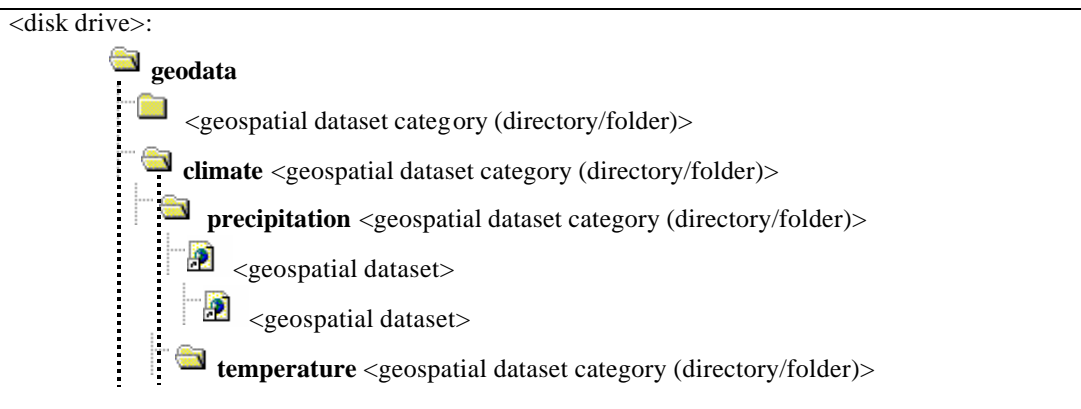 <disk drive>:
geodata
<geospatial dataset category (directory/folder)>
climate <geospatial dataset category (directory/folder)>
precipitation <geospatial dataset category (directory/folder)>
<geospatial dataset>
<geospatial dataset>
temperature <geospatial dataset category (directory/folder)>